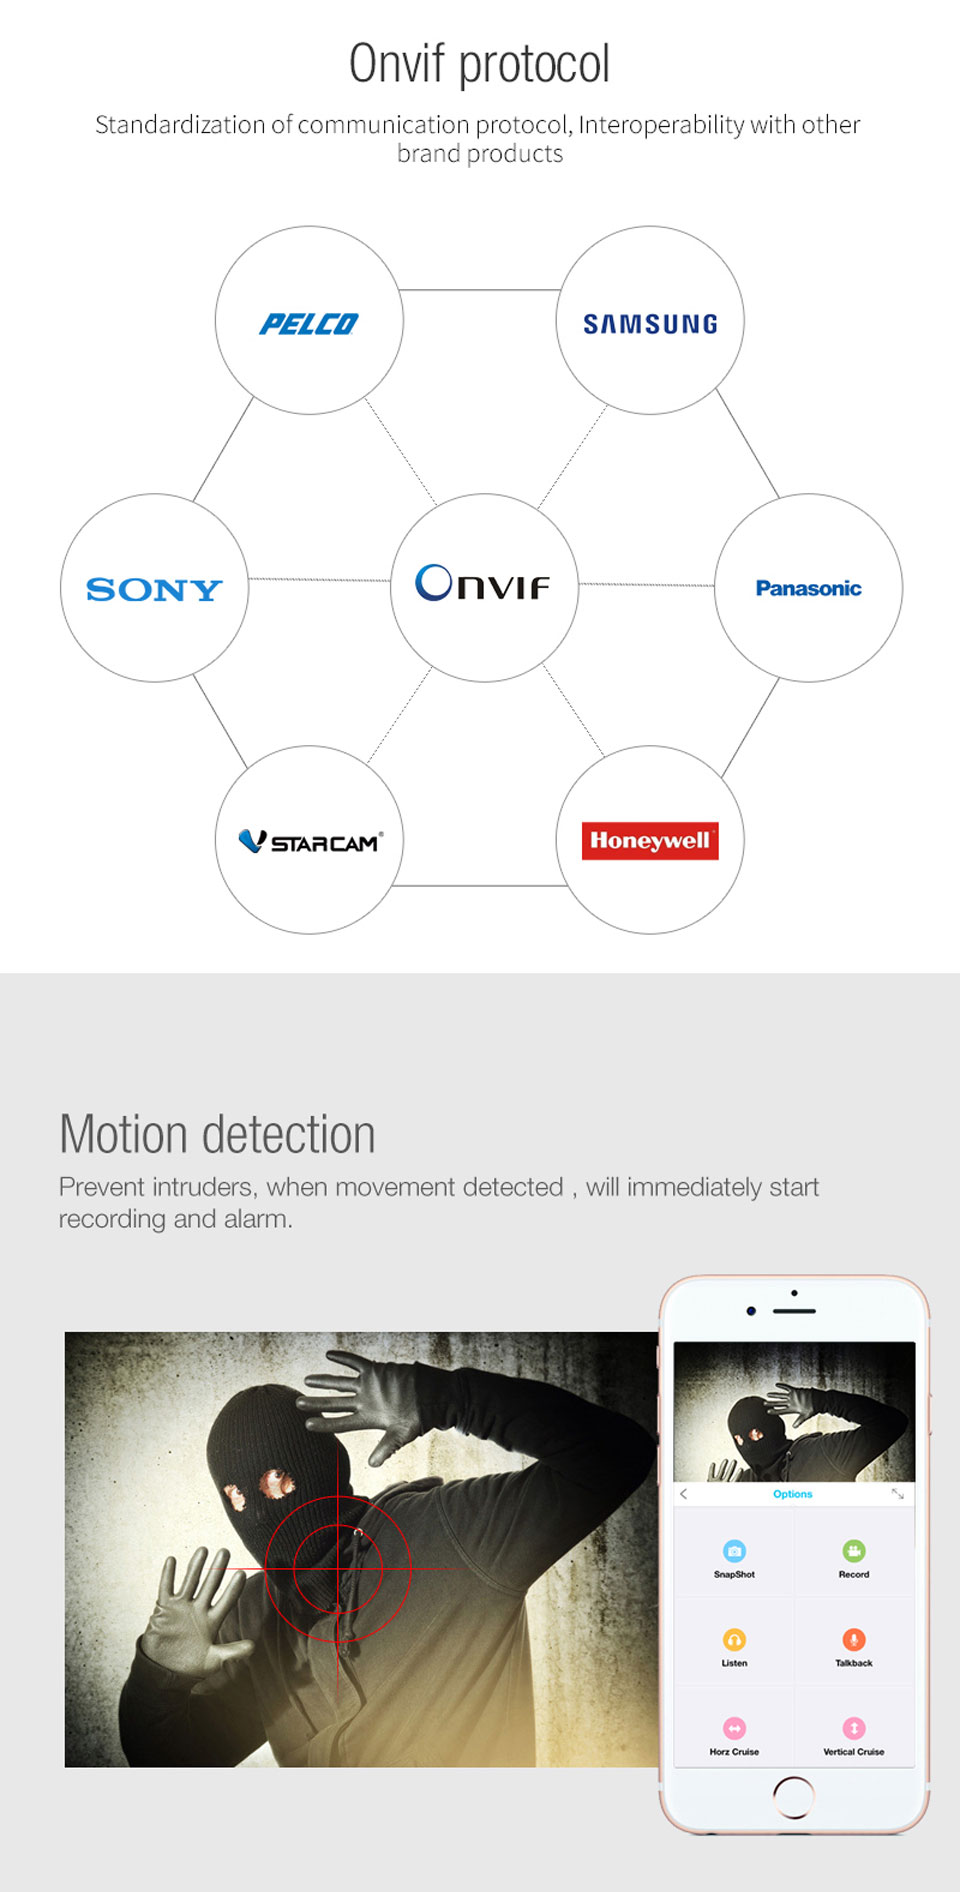 Onvif protocol
Standardization of communication protocol, Interoperability with other
brand products
PELCO
SAMSUNG
SONY
ONVIF
Panasonic
VSTARCAM®
Honeywell
Motion detection
Prevent intruders, when movement detected , will immediately start
recording and alarm.
Options
SnapShot
Record
Listen
Talkback
Horz Cruise
Vertical Cruise